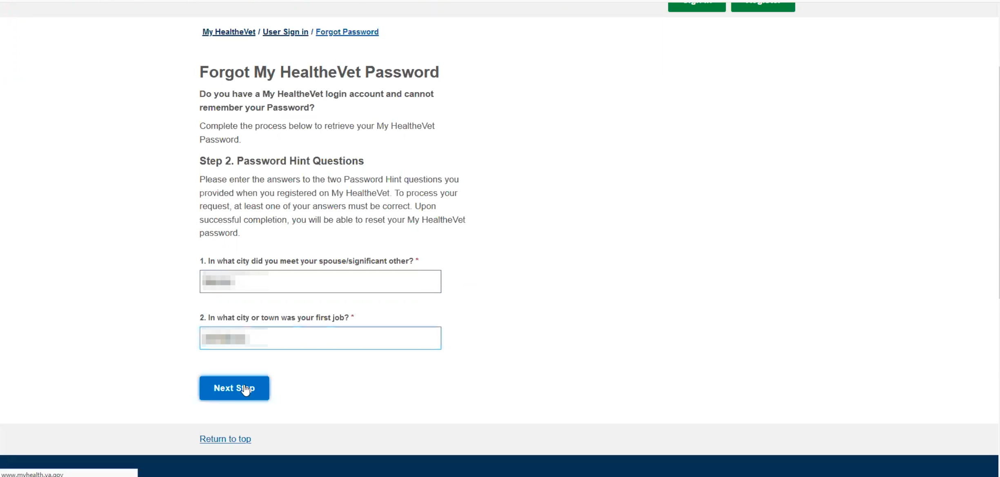 My HealtheVet / User Sign in / Forgot Password
Forgot My HealtheVet Password
Do you have a My HealtheVet login account and cannot
remember your Password?
Complete the process below to retrieve your My HealtheVet
Password.
Step 2. Password Hint Questions
Please enter the answers to the two Password Hint questions you
provided when you registered on My HealtheVet. To process your
request, at least one of your answers must be correct. Upon
successful completion, you will be able to reset your My HealtheVet
password.
1. In what city did you meet your spouse/significant other? *
2. In what city or town was your first job? *
Next Step
Return to top
www.myhealth.va.gov